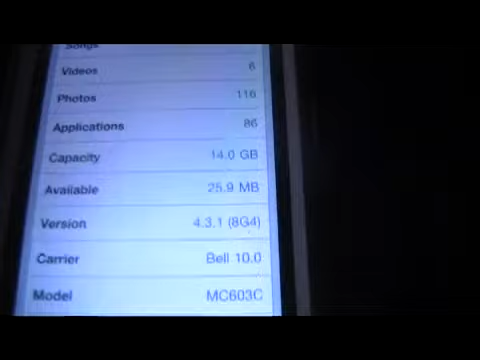 Songs
Videos 6
Photos 116
Applications 86
Capacity 14.0 GB
Available 25.9 MB
Version 4.3.1 (8G4)
Carrier Bell 10.0
Model MC603C